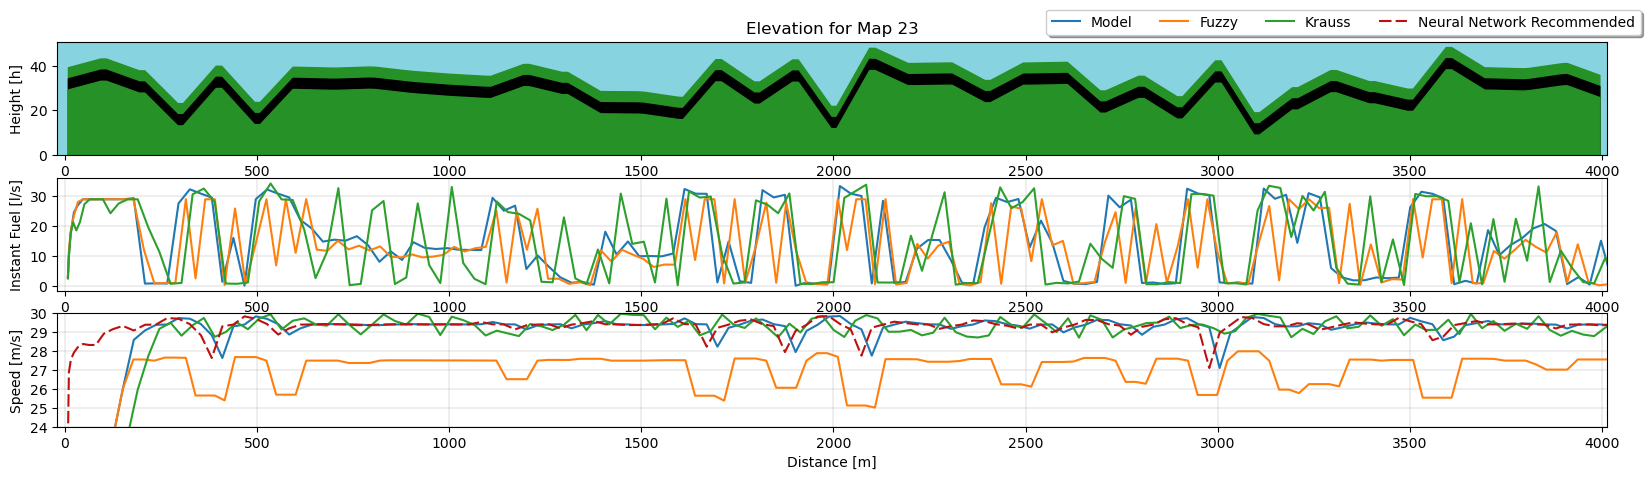 Elevation for Map 23
Model Fuzzy Krauss Neural Network Recommended
Height [h]
40
20
0
0 500 1000 1500 2000 2500 3000 3500 4000
Instant Fuel [l/s]
30
20
10
0
0 500 1000 1500 2000 2500 3000 3500 4000
Speed [m/s]
30
29
28
27
26
25
24
0 500 1000 1500 2000 2500 3000 3500 4000
Distance [m]